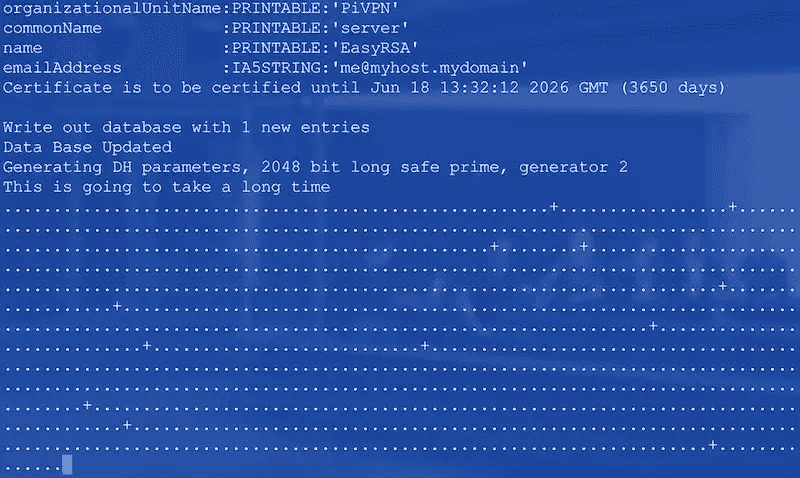 organizationalUnitName:PRINTABLE:'PiVPN'
commonName            :PRINTABLE:'server'
name                  :PRINTABLE:'EasyRSA'
emailAddress          :IA5STRING:'me@myhost.mydomain'
Certificate is to be certified until Jun 18 13:32:12 2026 GMT (3650 days)
Write out database with 1 new entries
Data Base Updated
Generating DH parameters, 2048 bit long safe prime, generator 2
This is going to take a long time
.......................................................+.................+......
................................................................................
.................................................+........+.....................
................................................................................
........................................................................+.......
...........+....................................................................
.................................................................+..............
..............+...........................+.....................................
................................................................................
................................................................................
........+.......................................................................
............+...................................................................
.......................................................................+........
......